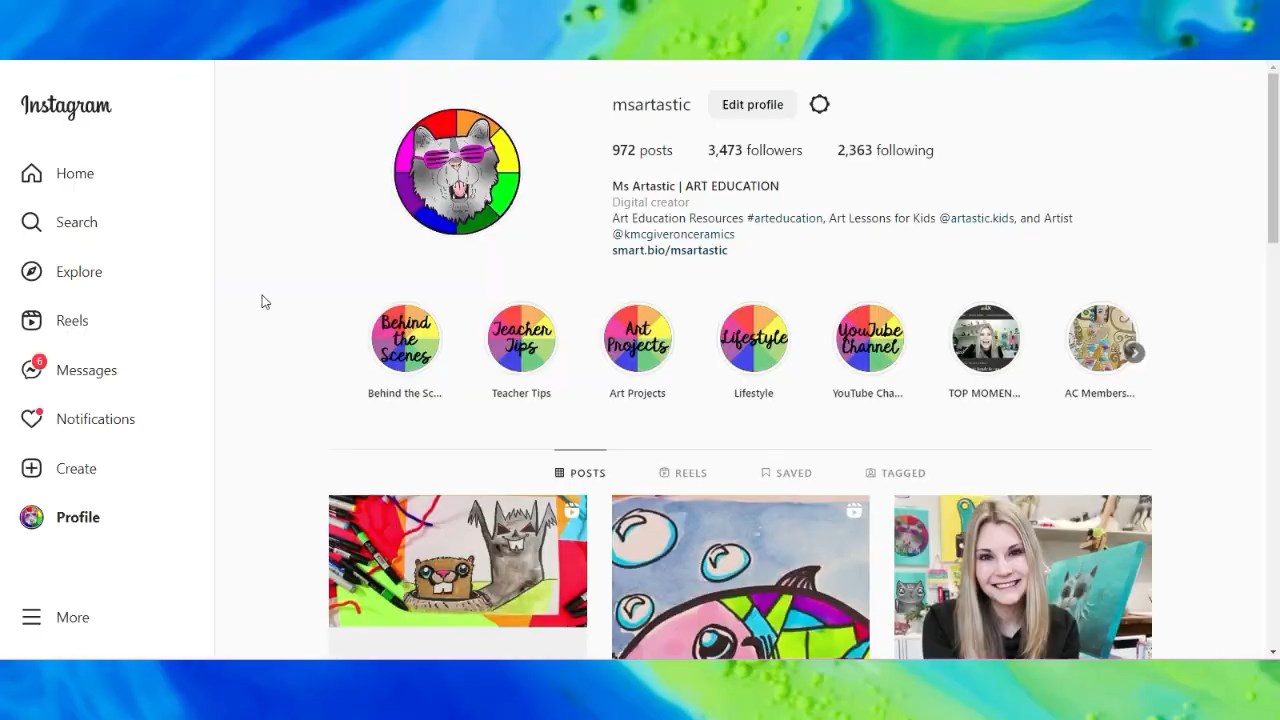 Instagram
Home
Search
Explore
Reels
6
Messages
Notifications
Create
Profile
More
msartastic
Edit profile
972 posts 3,473 followers 2,363 following
Ms Artastic | ART EDUCATION
Digital creator
Art Education Resources #arteducation, Art Lessons for Kids @artastic.kids, and Artist
@kmcgiveronceramics
smart.bio/msartastic
Behind
the
Scenes
Teacher
Tips
Art
Projects
Lifestyle
YouTube
Channel
Behind the Sc...
Teacher Tips
Art Projects
Lifestyle
YouTube Cha...
TOP MOMEN...
AC Members...
POSTS
REELS
SAVED
TAGGED